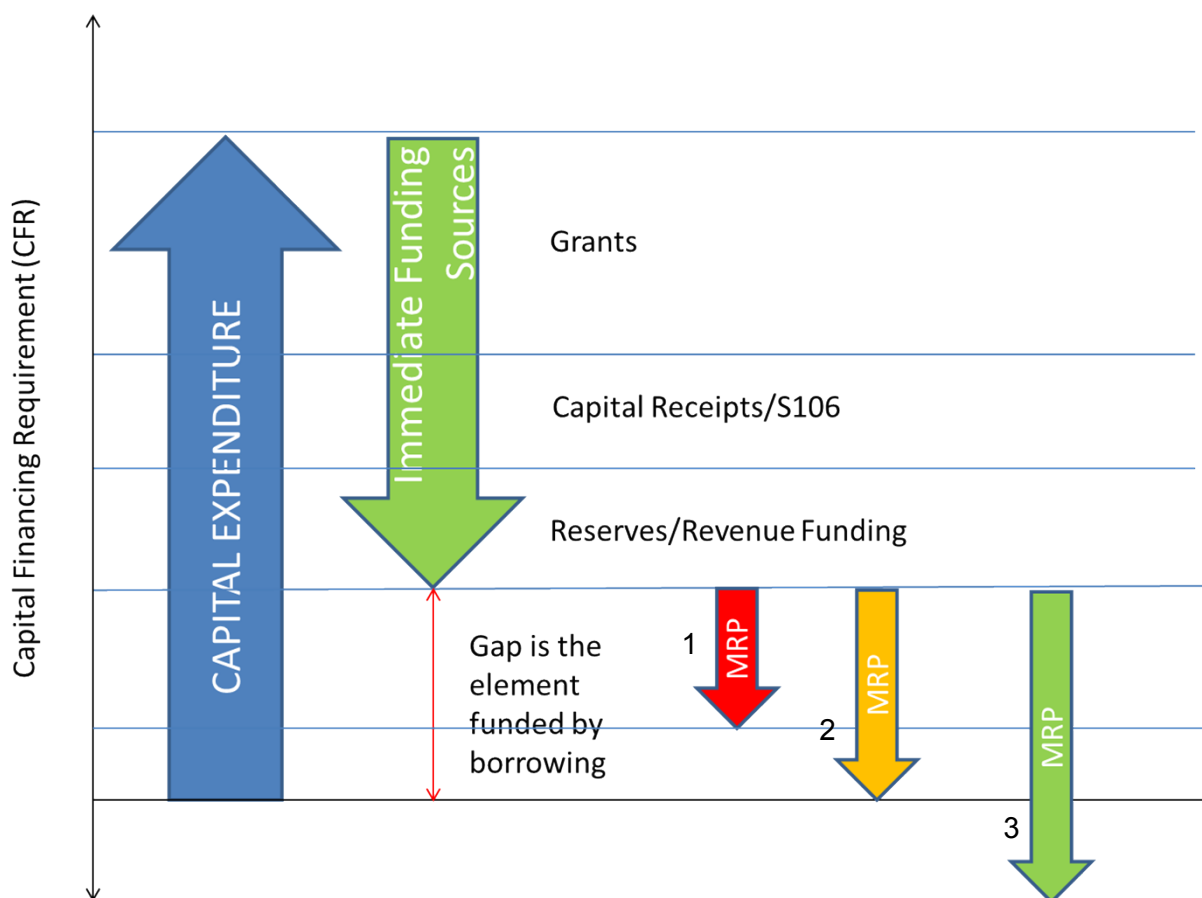 Capital Financing Requirement (CFR)
CAPITAL EXPENDITURE
Immediate Funding
Sources
Grants
Capital Receipts/S106
Reserves/Revenue Funding
Gap is the
element
funded by
borrowing
1
MRP
2
MRP
3
MRP